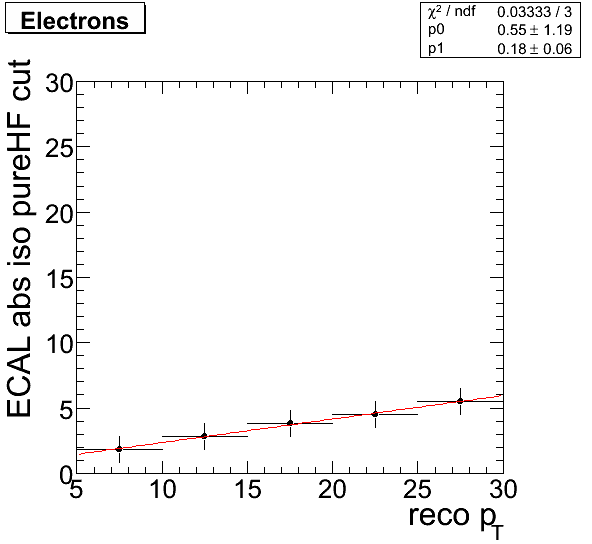 Electrons
χ² / ndf 0.03333 / 3
p0 0.55 ± 1.19
p1 0.18 ± 0.06
ECAL abs iso pureHF cut
30
25
20
15
10
5
0
5 10 15 20 25 30
reco p_T